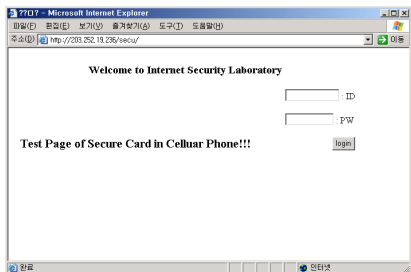 ??□? - Microsoft Internet Explorer
파일(F) 편집(E) 보기(V) 즐겨찾기(A) 도구(T) 도움말(H)
주소(D) http://203.252.19.236/secu/ 이동
Welcome to Internet Security Laboratory
: ID
: PW
Test Page of Secure Card in Celluar Phone!!! login
완료 인터넷